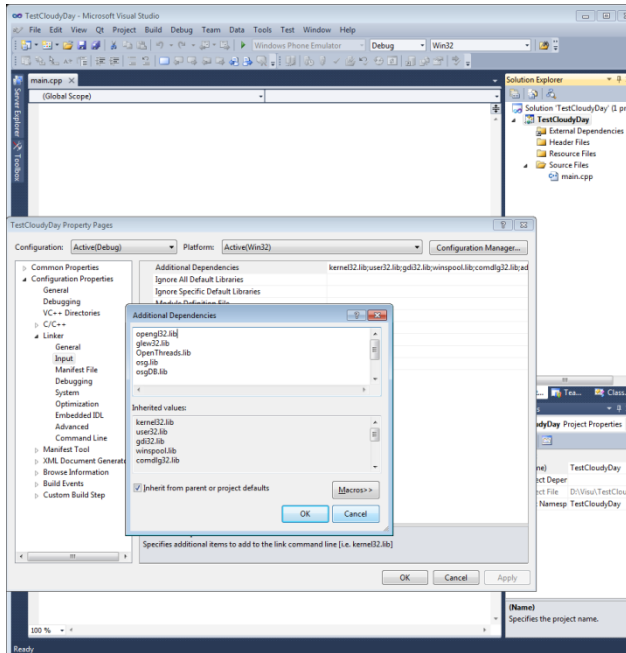 TestCloudyDay - Microsoft Visual Studio
File Edit View Qt Project Build Debug Team Data Tools Test Window Help
Windows Phone Emulator Debug Win32
main.cpp
(Global Scope)
Server Explorer
Toolbox
Solution Explorer
Solution 'TestCloudyDay' (1 pr
TestCloudyDay
External Dependencies
Header Files
Resource Files
Source Files
main.cpp
TestCloudyDay Property Pages
Configuration: Active(Debug) Platform: Active(Win32) Configuration Manager...
Common Properties
Configuration Properties
General
Debugging
VC++ Directories
C/C++
Linker
General
Input
Manifest File
Debugging
System
Optimization
Embedded IDL
Advanced
Command Line
Manifest Tool
XML Document Generat
Browse Information
Build Events
Custom Build Step
Additional Dependencies kernel32.lib;user32.lib;gdi32.lib;winspool.lib;comdlg32.lib;ad
Ignore All Default Libraries
Ignore Specific Default Libraries
Module Definition File
Additional Dependencies
opengl32.lib
glew32.lib
OpenThreads.lib
osg.lib
osgDB.lib
Inherited values:
kernel32.lib
user32.lib
gdi32.lib
winspool.lib
comdlg32.lib
Inherit from parent or project defaults
Macros>>
OK Cancel
Specifies additional items to add to the link command line [i.e. kernel32.lib]
OK Cancel Apply
Tea... Class
udyDay Project Properties
me) TestCloudyDay
ect Deper
ect File D:\Visu\TestClou
Namesp TestCloudyDay
(Name)
Specifies the project name.
100 %
Ready